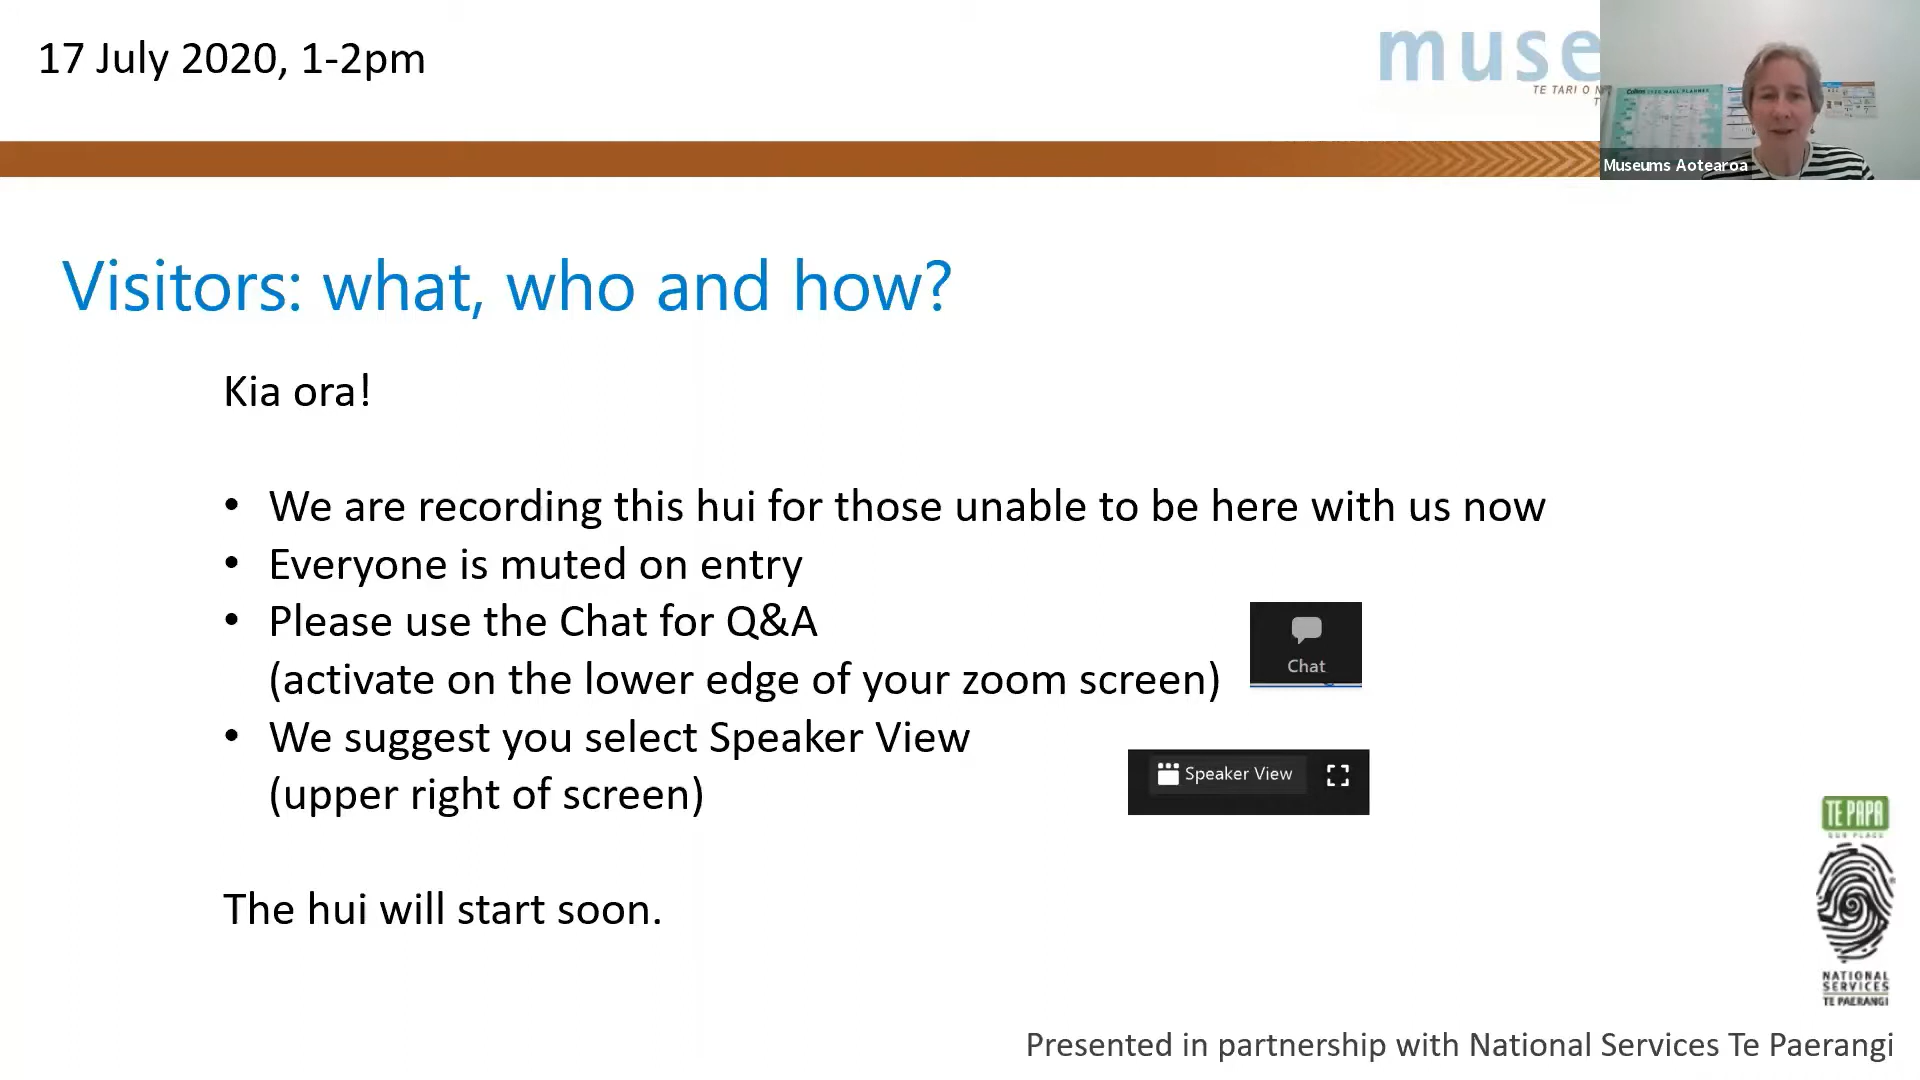 17 July 2020, 1-2pm
muse
TE TARI O N
Museums Aotearoa
Visitors: what, who and how?
Kia ora!
• We are recording this hui for those unable to be here with us now
• Everyone is muted on entry
• Please use the Chat for Q&A
(activate on the lower edge of your zoom screen)
Chat
• We suggest you select Speaker View
(upper right of screen)
Speaker View
The hui will start soon.
TE PAPA
OUR PLACE
NATIONAL
SERVICES
TE PAERANGI
Presented in partnership with National Services Te Paerangi